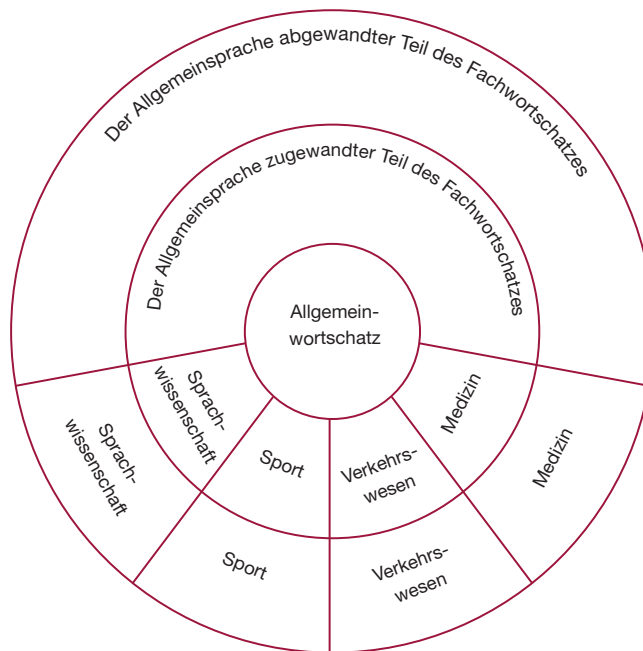 Der Allgemeinsprache abgewandter Teil des Fachwortschatzes
Der Allgemeinsprache zugewandter Teil des Fachwortschatzes
Allgemein-
wortschatz
Sprach-
wissenschaft
Sport
Verkehrs-
wesen
Medizin
Sprach-
wissenschaft
Sport
Verkehrs-
wesen
Medizin